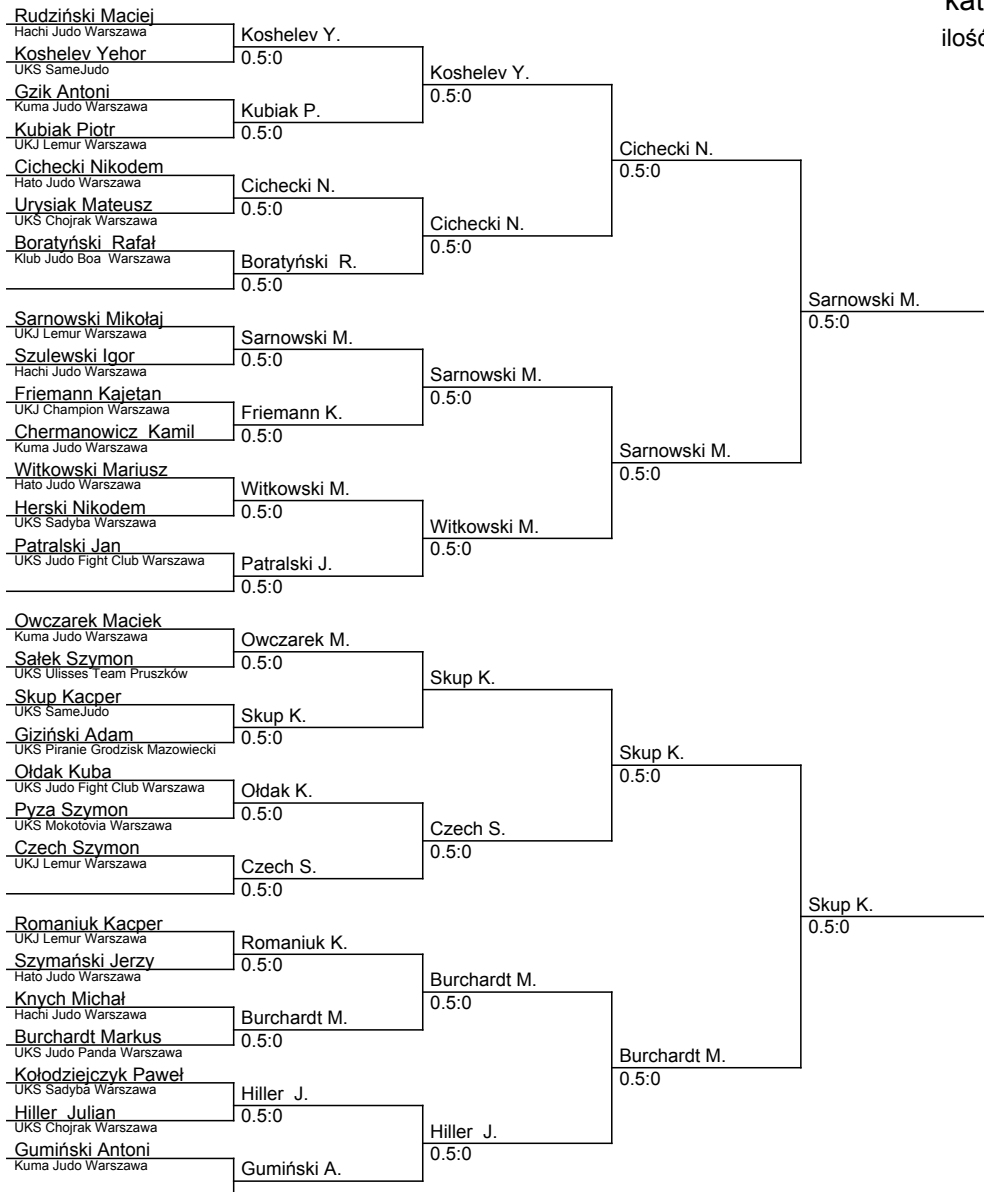 kat
ilość
Rudziński Maciej
Hachi Judo Warszawa
Koshelev Yehor
UKS SameJudo
Gzik Antoni
Kuma Judo Warszawa
Kubiak Piotr
UKJ Lemur Warszawa
Cichecki Nikodem
Hato Judo Warszawa
Urysiak Mateusz
UKS Chojrak Warszawa
Boratyński  Rafał
Klub Judo Boa  Warszawa
Sarnowski Mikołaj
UKJ Lemur Warszawa
Szulewski Igor
Hachi Judo Warszawa
Friemann Kajetan
UKJ Champion Warszawa
Chermanowicz  Kamil
Kuma Judo Warszawa
Witkowski Mariusz
Hato Judo Warszawa
Herski Nikodem
UKS Sadyba Warszawa
Patralski Jan
UKS Judo Fight Club Warszawa
Owczarek Maciek
Kuma Judo Warszawa
Sałek Szymon
UKS Ulisses Team Pruszków
Skup Kacper
UKS SameJudo
Giziński Adam
UKS Piranie Grodzisk Mazowiecki
Ołdak Kuba
UKS Judo Fight Club Warszawa
Pyza Szymon
UKS Mokotovia Warszawa
Czech Szymon
UKJ Lemur Warszawa
Romaniuk Kacper
UKJ Lemur Warszawa
Szymański Jerzy
Hato Judo Warszawa
Knych Michał
Hachi Judo Warszawa
Burchardt Markus
UKS Judo Panda Warszawa
Kołodziejczyk Paweł
UKS Sadyba Warszawa
Hiller  Julian
UKS Chojrak Warszawa
Gumiński Antoni
Kuma Judo Warszawa
Koshelev Y.
0.5:0
Kubiak P.
0.5:0
Cichecki N.
0.5:0
Boratyński  R.
0.5:0
Sarnowski M.
0.5:0
Friemann K.
0.5:0
Witkowski M.
0.5:0
Patralski J.
0.5:0
Owczarek M.
0.5:0
Skup K.
0.5:0
Ołdak K.
0.5:0
Czech S.
0.5:0
Romaniuk K.
0.5:0
Burchardt M.
0.5:0
Hiller  J.
0.5:0
Gumiński A.
Koshelev Y.
0.5:0
Cichecki N.
0.5:0
Sarnowski M.
0.5:0
Witkowski M.
0.5:0
Skup K.
Czech S.
0.5:0
Burchardt M.
0.5:0
Hiller  J.
0.5:0
Cichecki N.
0.5:0
Sarnowski M.
0.5:0
Skup K.
0.5:0
Burchardt M.
0.5:0
Sarnowski M.
0.5:0
Skup K.
0.5:0